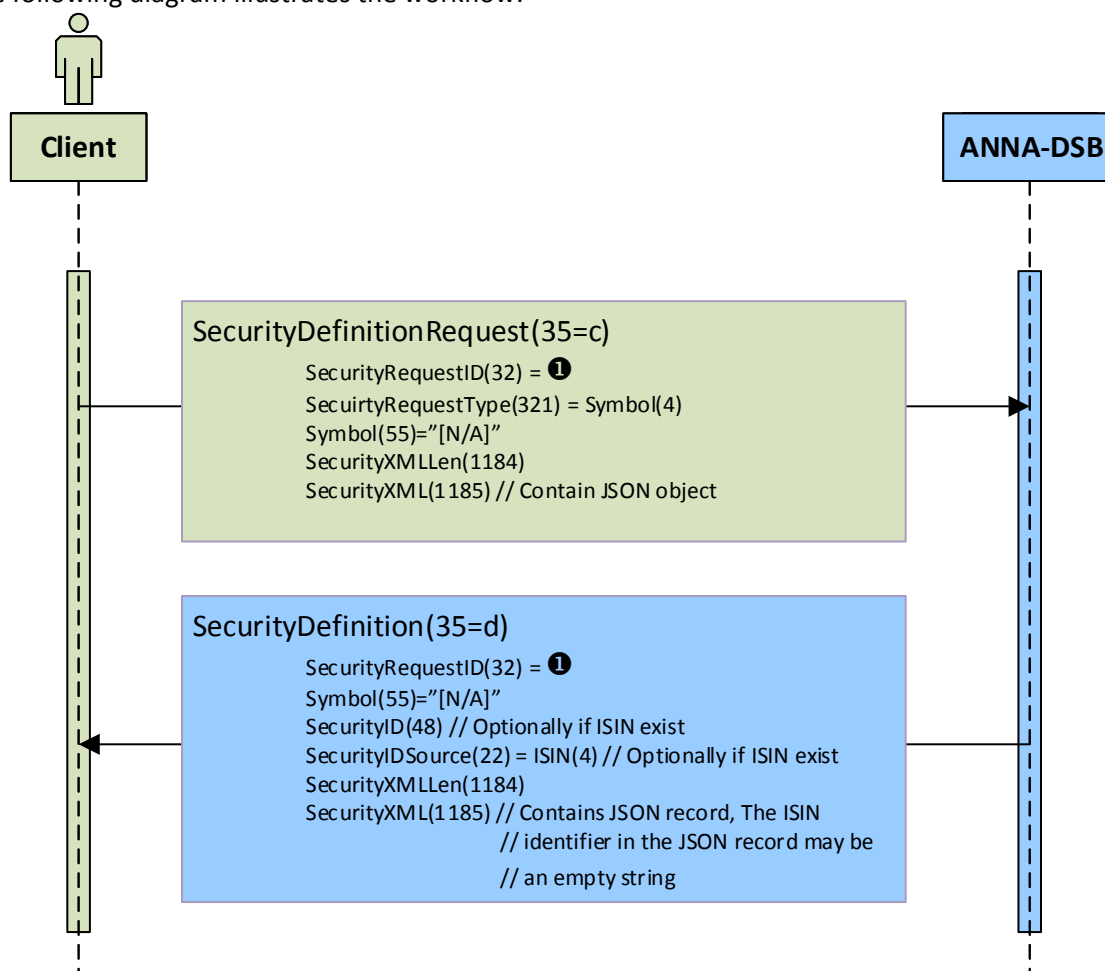 following diagram illustrates the workflow:
Client
ANNA-DSB
SecurityDefinitionRequest(35=c)
SecurityRequestID(32) = ❶
SecuirtyRequestType(321) = Symbol(4)
Symbol(55)="[N/A]"
SecurityXMLLen(1184)
SecurityXML(1185) // Contain JSON object
SecurityDefinition(35=d)
SecurityRequestID(32) = ❶
Symbol(55)="[N/A]"
SecurityID(48) // Optionally if ISIN exist
SecurityIDSource(22) = ISIN(4) // Optionally if ISIN exist
SecurityXMLLen(1184)
SecurityXML(1185) // Contains JSON record, The ISIN
// identifier in the JSON record may be
// an empty string